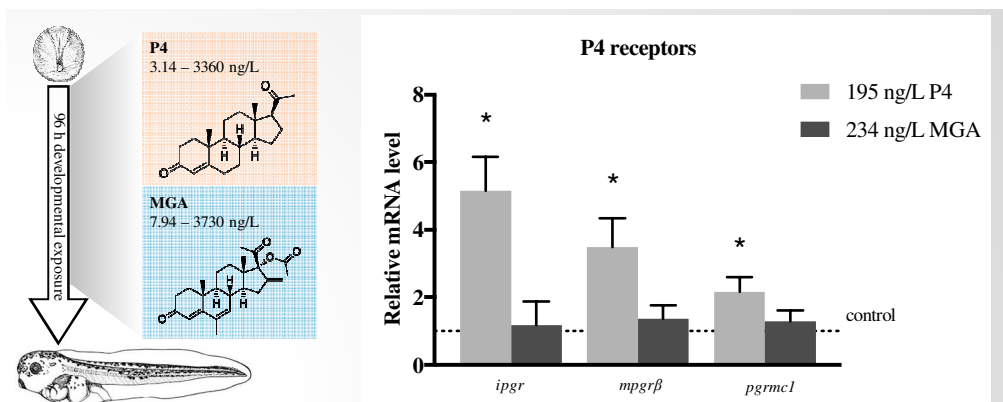 96 h developmental exposure
P4
3.14 – 3360 ng/L
O
O
H
H
H
MGA
7.94 – 3730 ng/L
O
O
O
O
H
H
H
P4 receptors
195 ng/L P4
234 ng/L MGA
Relative mRNA level
8
6
4
2
0
*
*
*
control
ipgr
mpgrβ
pgrmc1